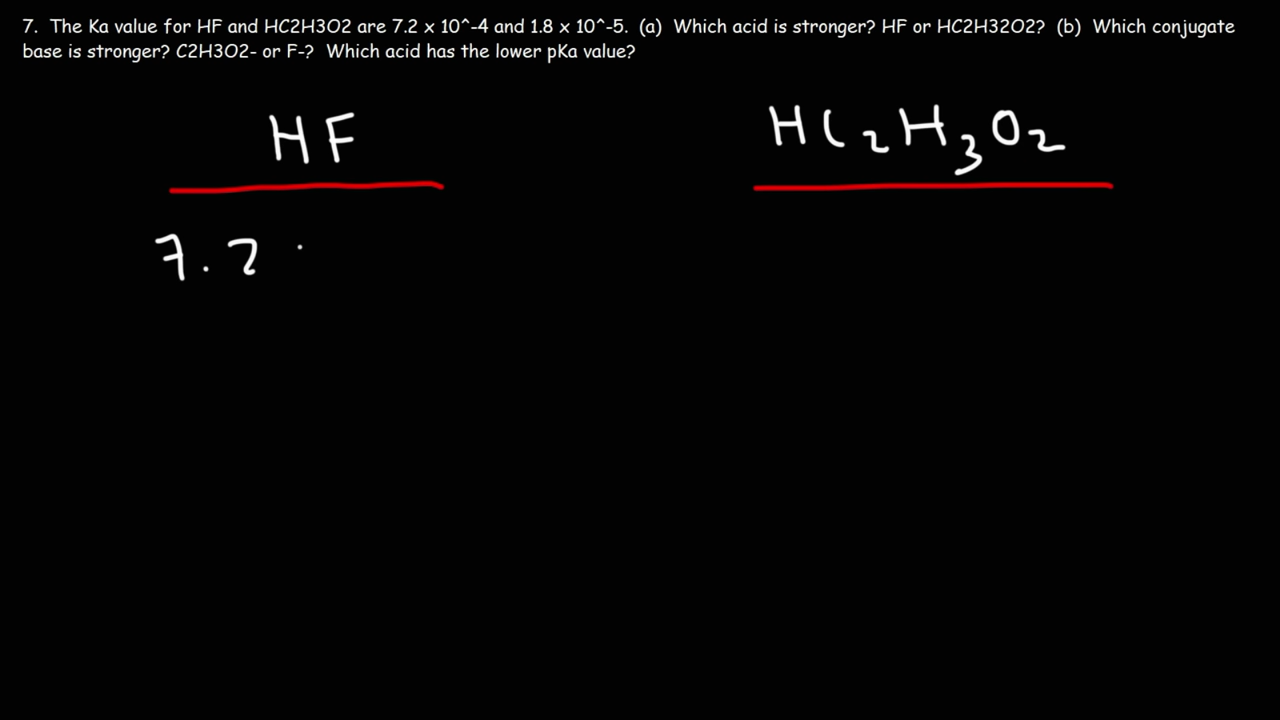 7. The Ka value for HF and HC2H3O2 are 7.2 x 10^-4 and 1.8 x 10^-5. (a) Which acid is stronger? HF or HC2H32O2? (b) Which conjugate
base is stronger? C2H3O2- or F-? Which acid has the lower pKa value?
HF
HC₂H₃O₂
7.2